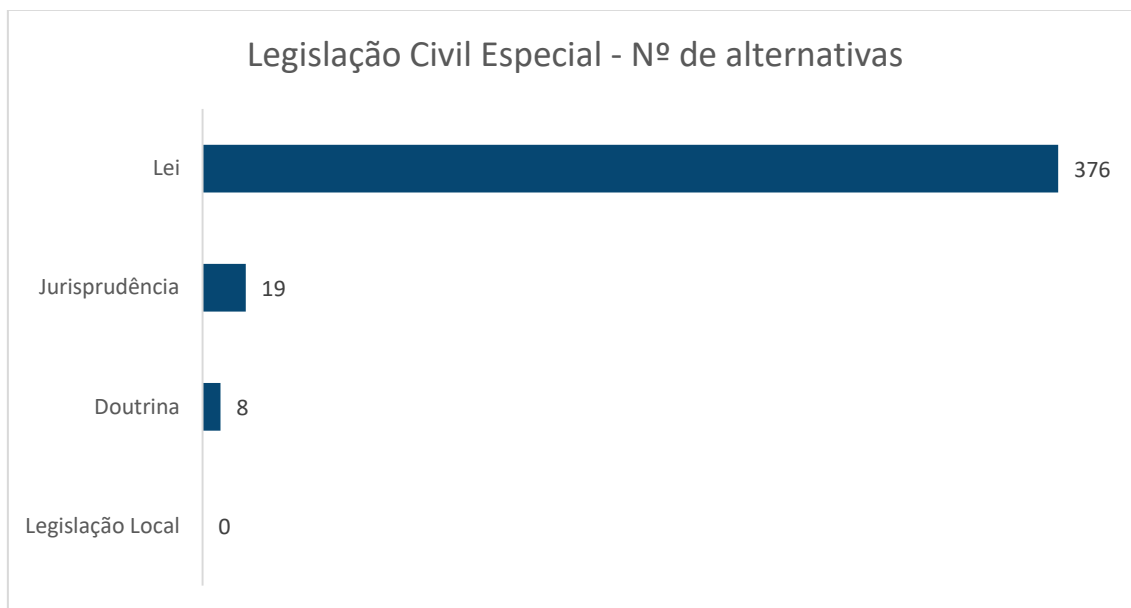 Legislação Civil Especial - Nº de alternativas
Lei 376
Jurisprudência 19
Doutrina 8
Legislação Local 0